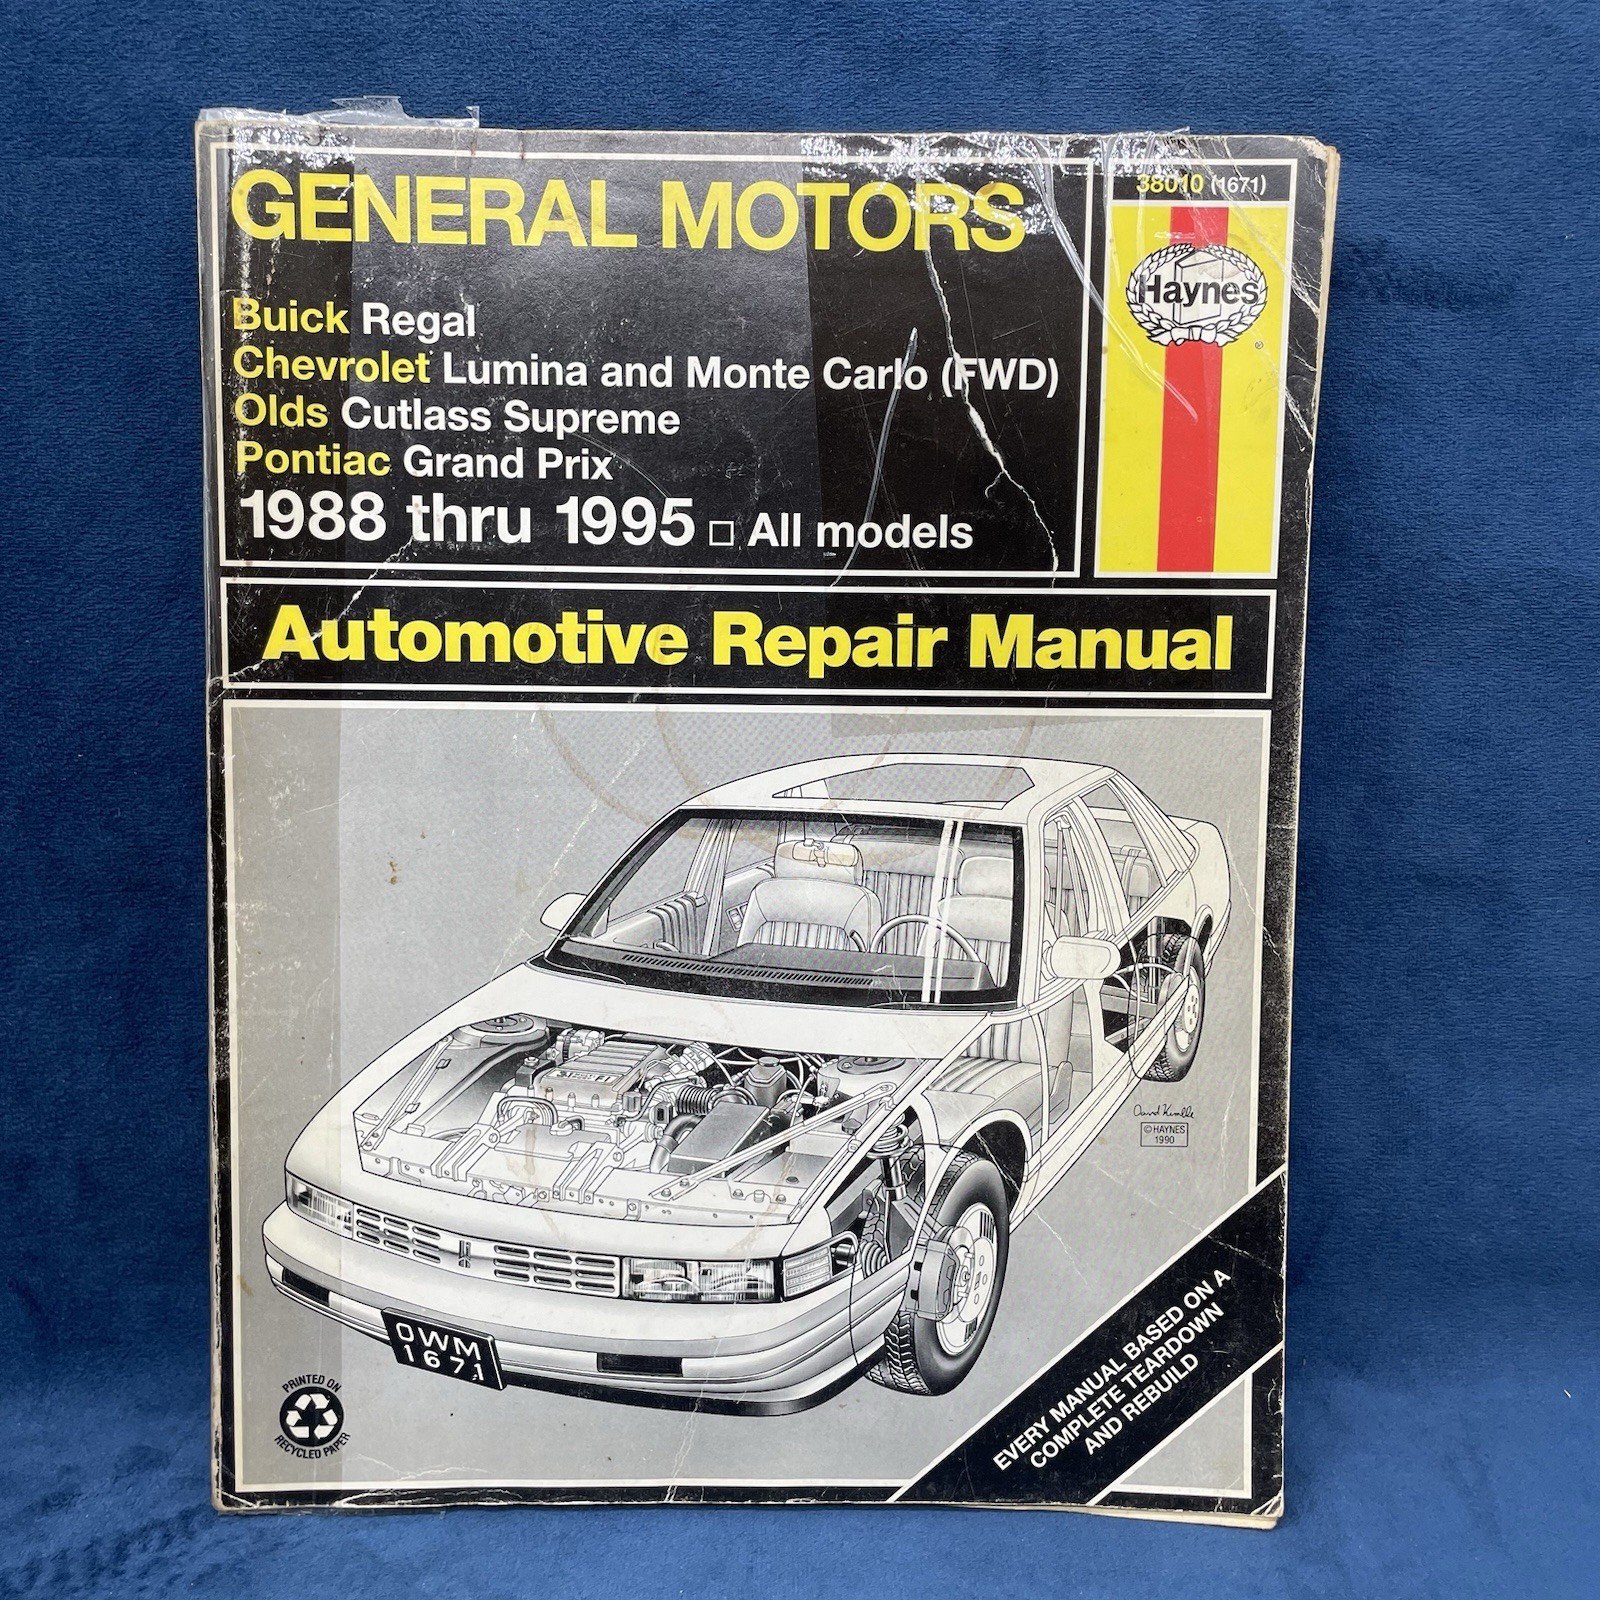 GENERAL MOTORS
38010 (1671)
Haynes
®
Buick Regal
Chevrolet Lumina and Monte Carlo (FWD)
Olds Cutlass Supreme
Pontiac Grand Prix
1988 thru 1995 □ All models
Automotive Repair Manual
David Kimble
© HAYNES
1990
OWM
1671
PRINTED ON
RECYCLED PAPER
EVERY MANUAL BASED ON A
COMPLETE TEARDOWN
AND REBUILD